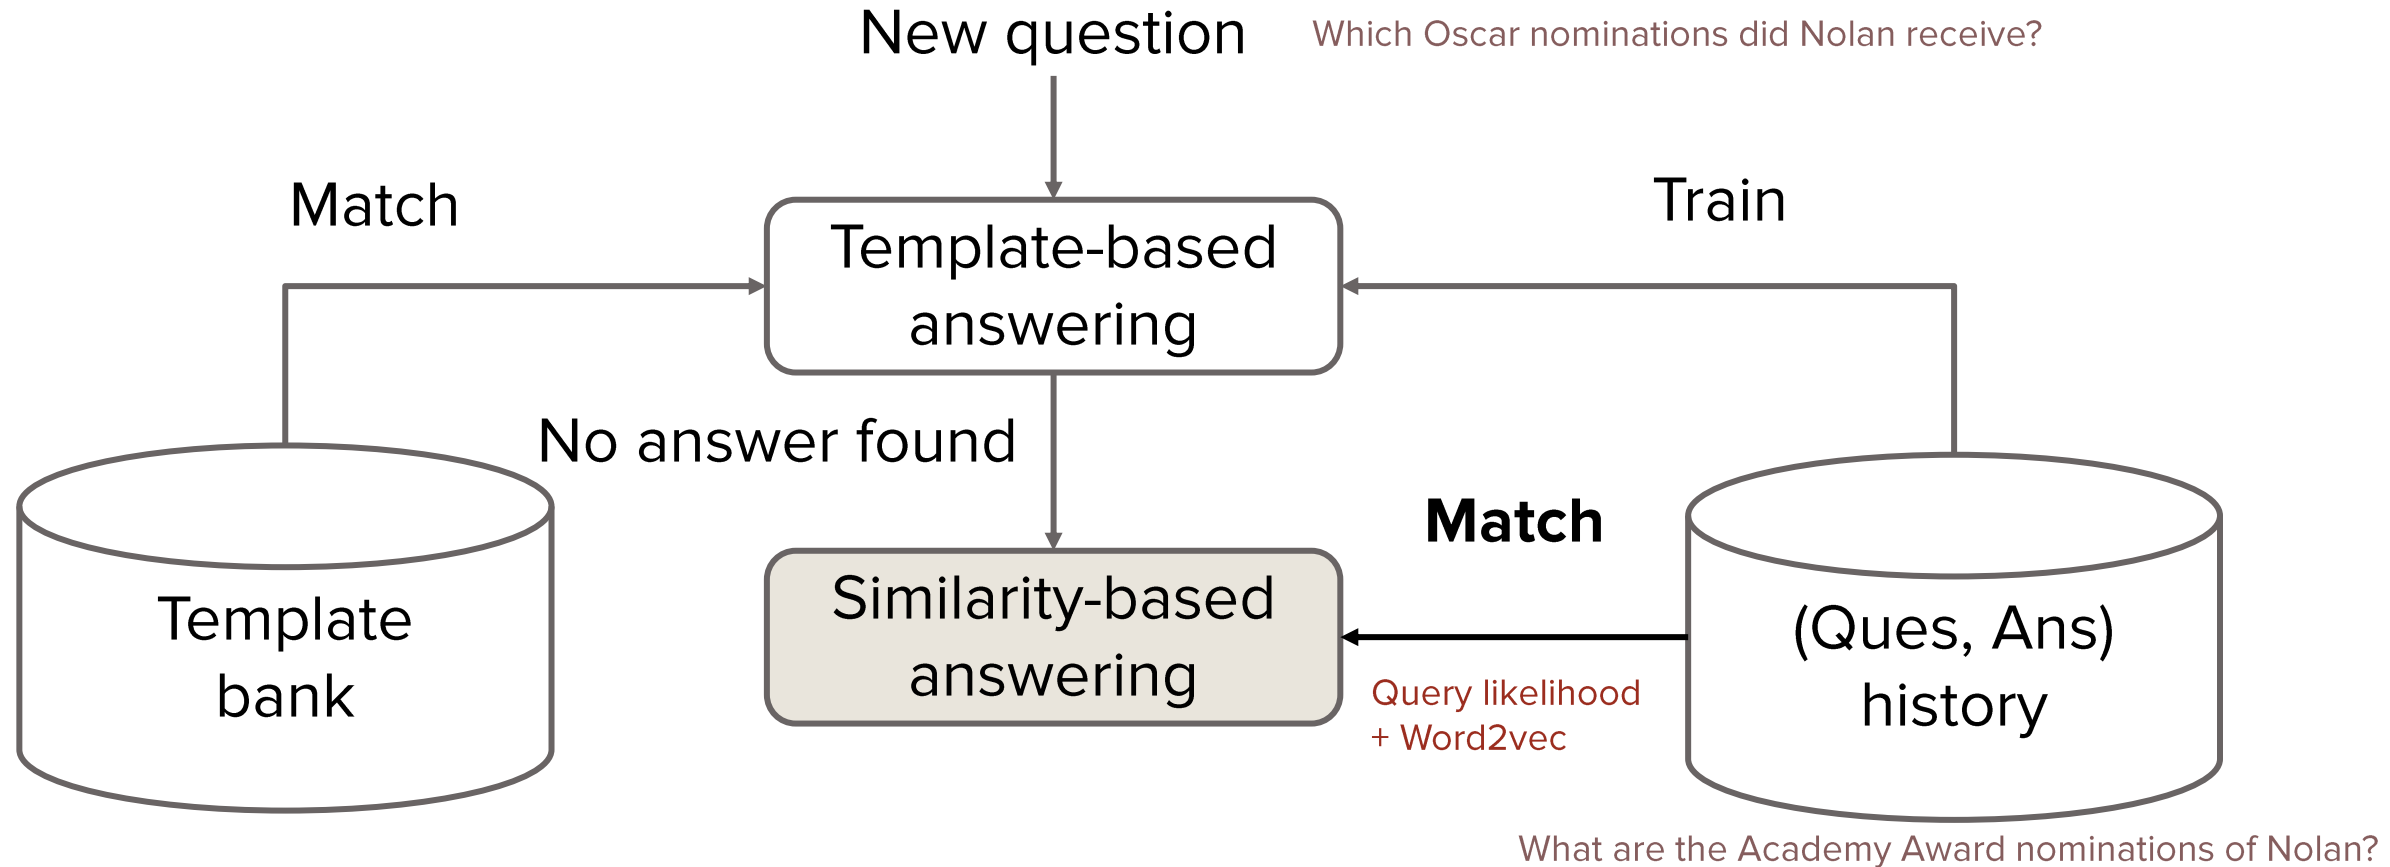 New question
Which Oscar nominations did Nolan receive?
Match
Train
Template-based
answering
No answer found
Match
Template
bank
Similarity-based
answering
Query likelihood
+ Word2vec
(Ques, Ans)
history
What are the Academy Award nominations of Nolan?